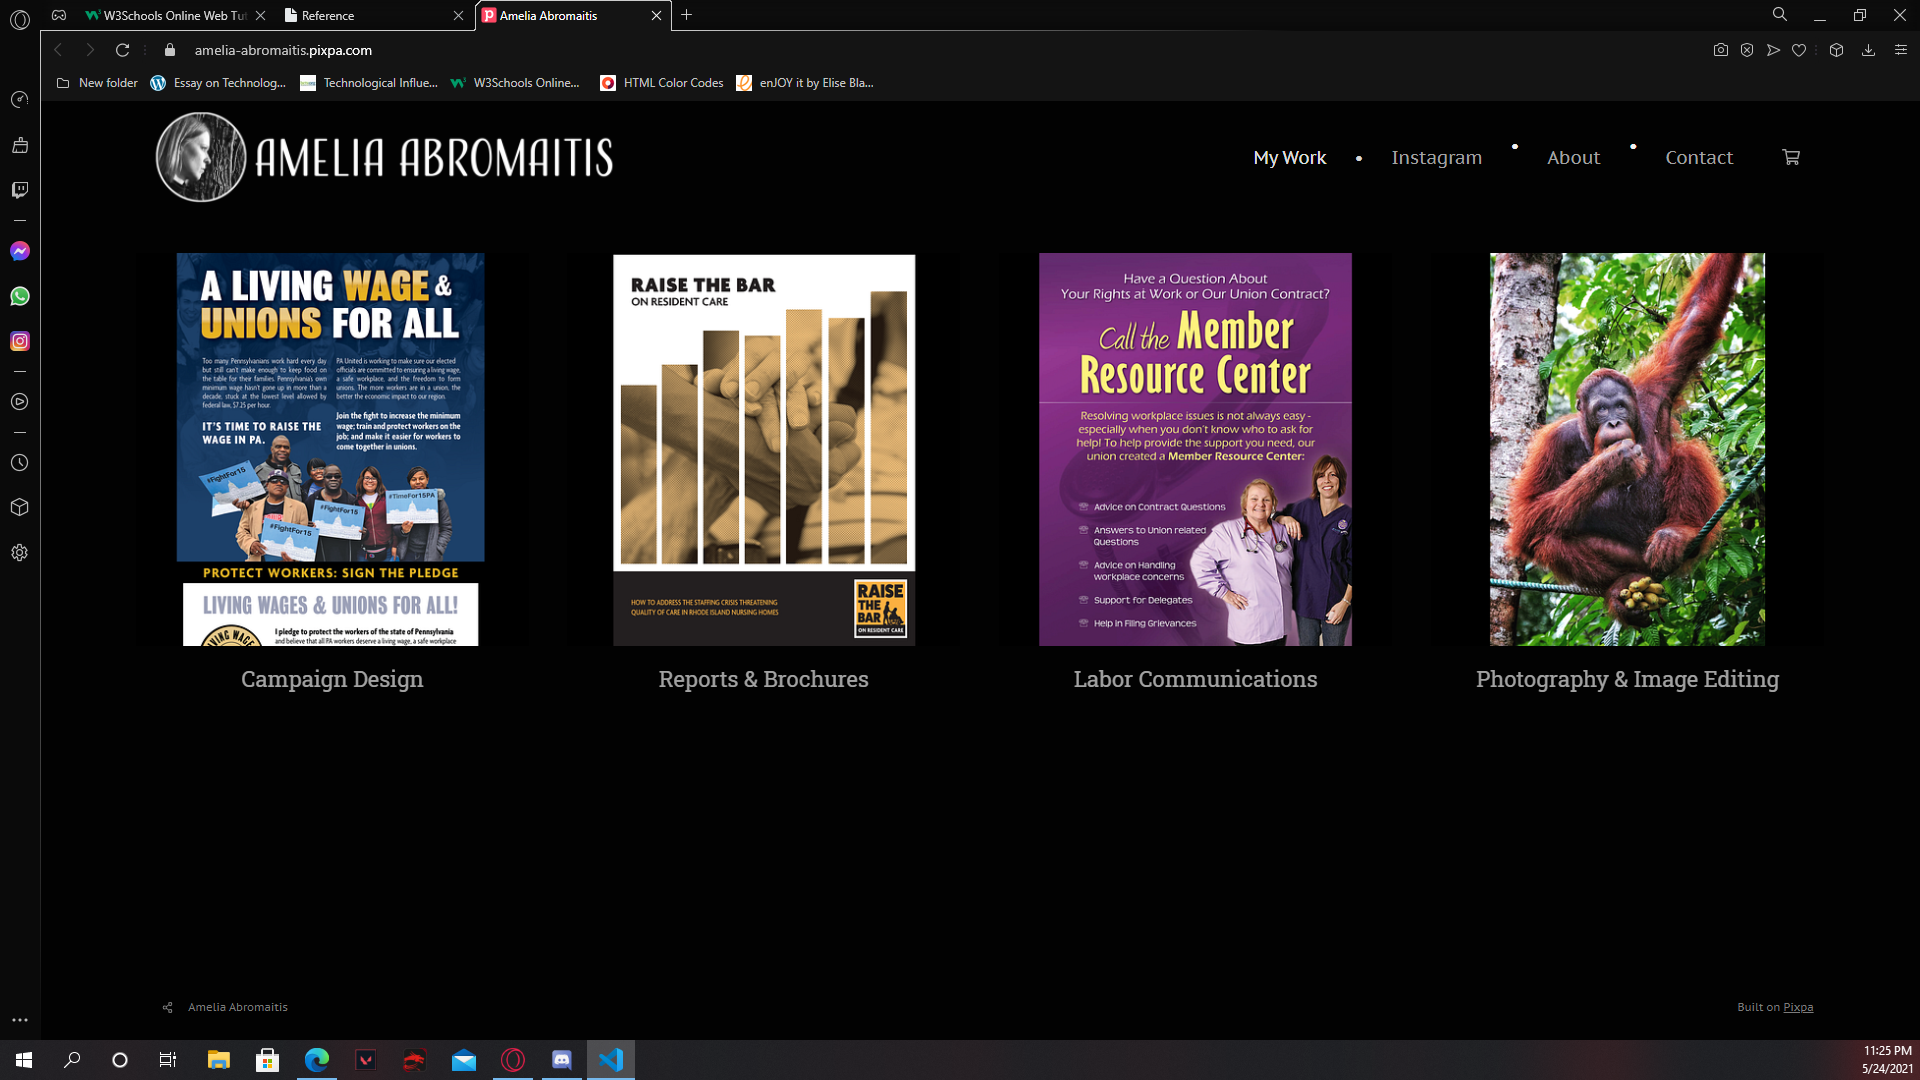 W3Schools Online Web Tut
Reference
Amelia Abromaitis
amelia-abromaitis.pixpa.com
New folder
Essay on Technolog...
Technological Influe...
W3Schools Online...
HTML Color Codes
enJOY it by Elise Bla...
AMELIA ABROMAITIS
My Work
Instagram
About
Contact
A LIVING WAGE &
UNIONS FOR ALL
Too many Pennsylvanians work hard every day
but still can't make enough to keep food on
the table for their families. Pennsylvania's own
minimum wage hasn't gone up in more than a
decade, stuck at the lowest level allowed by
federal law, $7.25 per hour.
IT'S TIME TO RAISE THE
WAGE IN PA.
PA United is working to make sure our elected
officials are committed to ensuring a living wage,
a safe workplace, and the freedom to form
unions. The more workers are in a union, the
better the economic impact to our region.
Join the fight to increase the minimum
wage; train and protect workers on the
job; and make it easier for workers to
come together in unions.
#FightFor15
#FightFor15
#FightFor15
#TimeFor15PA
PROTECT WORKERS: SIGN THE PLEDGE
LIVING WAGES & UNIONS FOR ALL!
LIVING WAGE
I pledge to protect the workers of the state of Pennsylvania
and believe that all PA workers deserve a living wage, a safe workplace
Campaign Design
RAISE THE BAR
ON RESIDENT CARE
HOW TO ADDRESS THE STAFFING CRISIS THREATENING
QUALITY OF CARE IN RHODE ISLAND NURSING HOMES
RAISE
THE
BAR
ON RESIDENT CARE
Reports & Brochures
Have a Question About
Your Rights at Work or Our Union Contract?
Call the Member
Resource Center
Resolving workplace issues is not always easy -
especially when you don't know who to ask for
help! To help provide the support you need, our
union created a Member Resource Center:
Advice on Contract Questions
Answers to Union related
Questions
Advice on Handling
workplace concerns
Support for Delegates
Help in Filing Grievances
Labor Communications
Photography & Image Editing
Amelia Abromaitis
Built on Pixpa
11:25 PM
5/24/2021